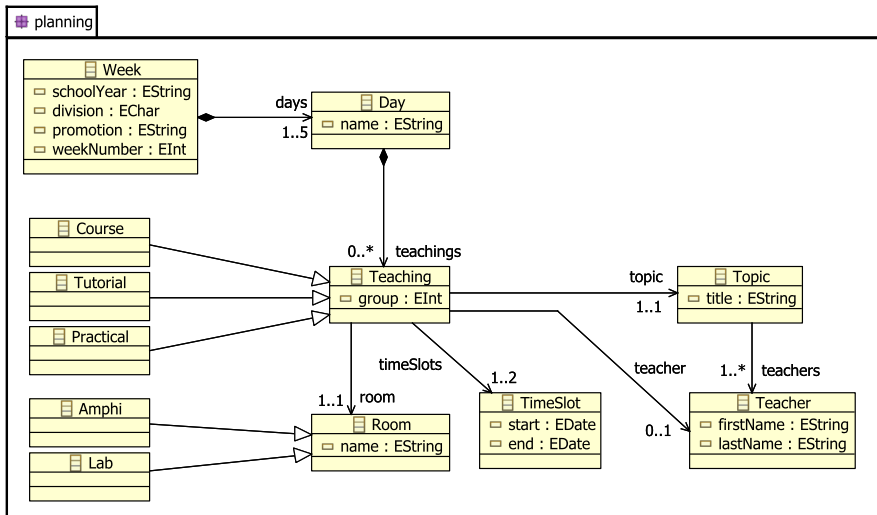 planning
Week
schoolYear : EString
division : EChar
promotion : EString
weekNumber : EInt
days
1..5
Day
name : EString
0..* teachings
Course
Tutorial
Practical
Teaching
group : EInt
topic
1..1
Topic
title : EString
timeSlots
1..2
teacher
0..1
1..* teachers
1..1 room
Amphi
Lab
Room
name : EString
TimeSlot
start : EDate
end : EDate
Teacher
firstName : EString
lastName : EString